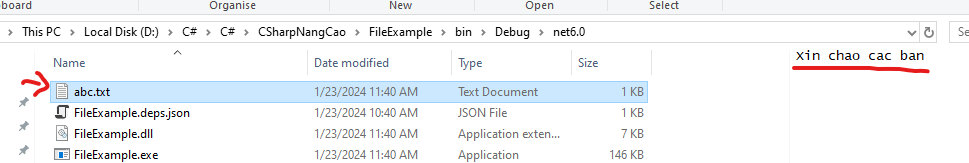 board
Organise
New
Open
Select
This PC > Local Disk (D:) > C# > C# > CSharpNangCao > FileExample > bin > Debug > net6.0
Name Date modified Type Size
abc.txt 1/23/2024 11:40 AM Text Document 1 KB
FileExample.deps.json 1/23/2024 10:40 AM JSON File 1 KB
FileExample.dll 1/23/2024 11:40 AM Application exten... 7 KB
FileExample.exe 1/23/2024 11:40 AM Application 146 KB
Xin chao cac ban